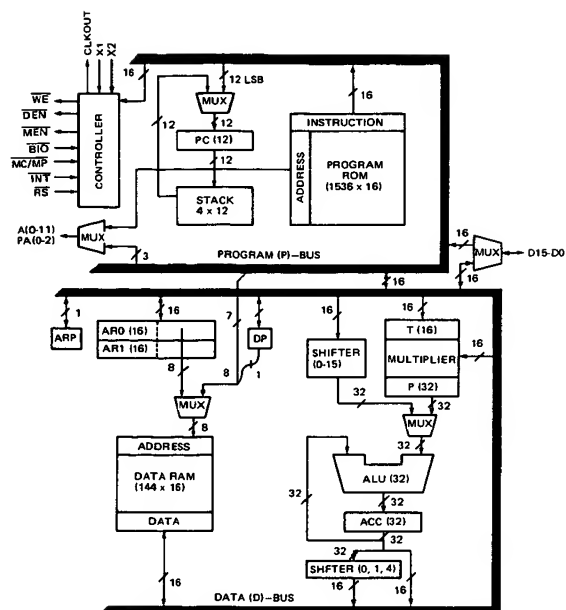 CLKOUT
X1
X2
WE
DEN
MEN
BIO
MC/MP
INT
RS
CONTROLLER
16
12 LSB
MUX
12
12
PC (12)
12
STACK
4 x 12
16
INSTRUCTION
ADDRESS
PROGRAM
ROM
(1536 x 16)
A(0-11)
PA(0-2)
MUX
3
PROGRAM (P)-BUS
16
MUX
D15-D0
16
16
1
ARP
16
AR0 (16)
AR1 (16)
8
7
8
DP
1
MUX
8
ADDRESS
DATA RAM
(144 x 16)
DATA
16
16
SHIFTER
(0-15)
32
16
T (16)
MULTIPLIER
P (32)
16
32
MUX
32
32
ALU (32)
32
32
ACC (32)
32
32
SHFTER (0, 1, 4)
16
16
DATA (D)-BUS